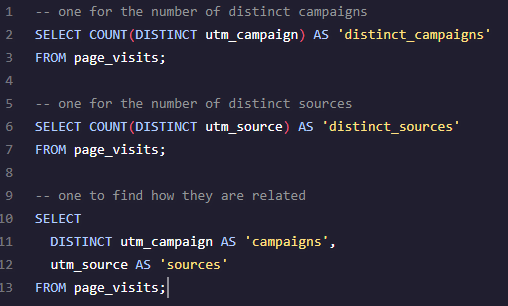 1 -- one for the number of distinct campaigns
2 SELECT COUNT(DISTINCT utm_campaign) AS 'distinct_campaigns'
3 FROM page_visits;
4
5 -- one for the number of distinct sources
6 SELECT COUNT(DISTINCT utm_source) AS 'distinct_sources'
7 FROM page_visits;
8
9 -- one to find how they are related
10 SELECT
11   DISTINCT utm_campaign AS 'campaigns',
12   utm_source AS 'sources'
13 FROM page_visits;